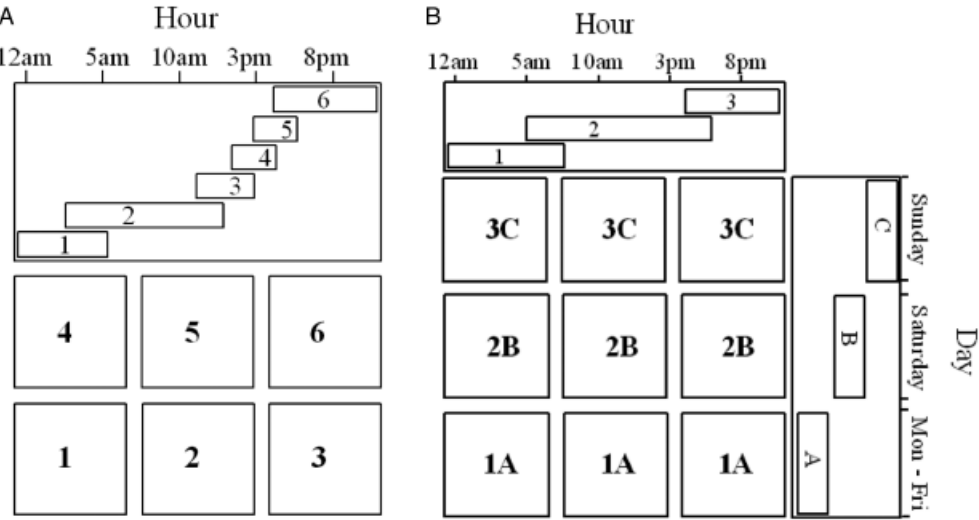 A
Hour
12am 5am 10am 3pm 8pm
6
5
4
3
2
1
4 5 6
1 2 3
B
Hour
12am 5am 10am 3pm 8pm
3
2
1
3C 3C 3C
C
Sunday
2B 2B 2B
B
Saturday
Day
1A 1A 1A
A
Mon - Fri